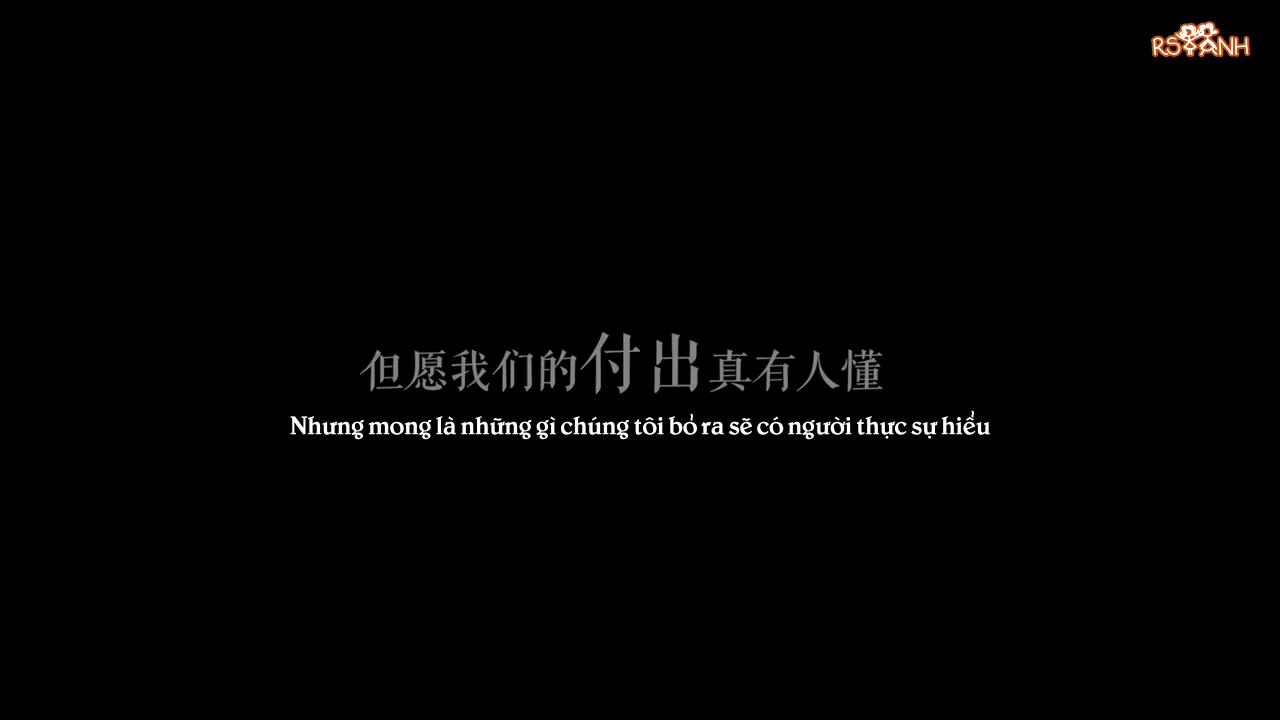 RSYANH
但愿我们的付出真有人懂
Nhưng mong là những gì chúng tôi bỏ ra sẽ có người thực sự hiểu